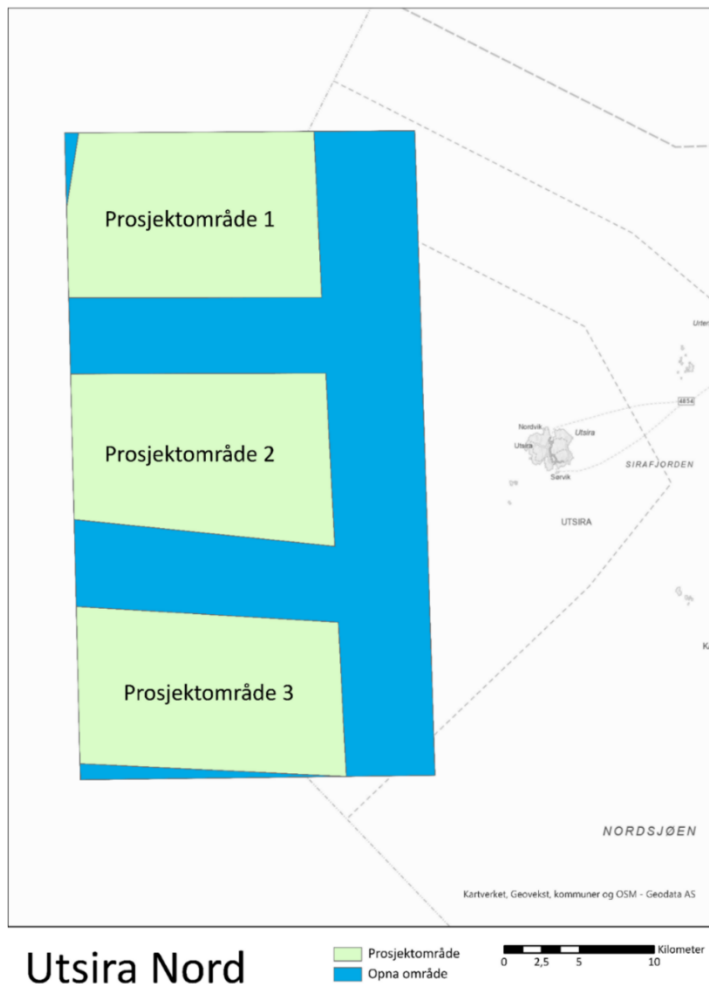 Prosjektområde 1
Prosjektområde 2
Nordvik
Utsira
Utsira
Sørvik
SIRAFJORDEN
UTSIRA
Prosjektområde 3
NORDSJØEN
Kartverket, Geovekst, kommuner og OSM - Geodata AS
Utsira Nord
Prosjektområde
Opna område
Kilometer
0 2,5 5 10